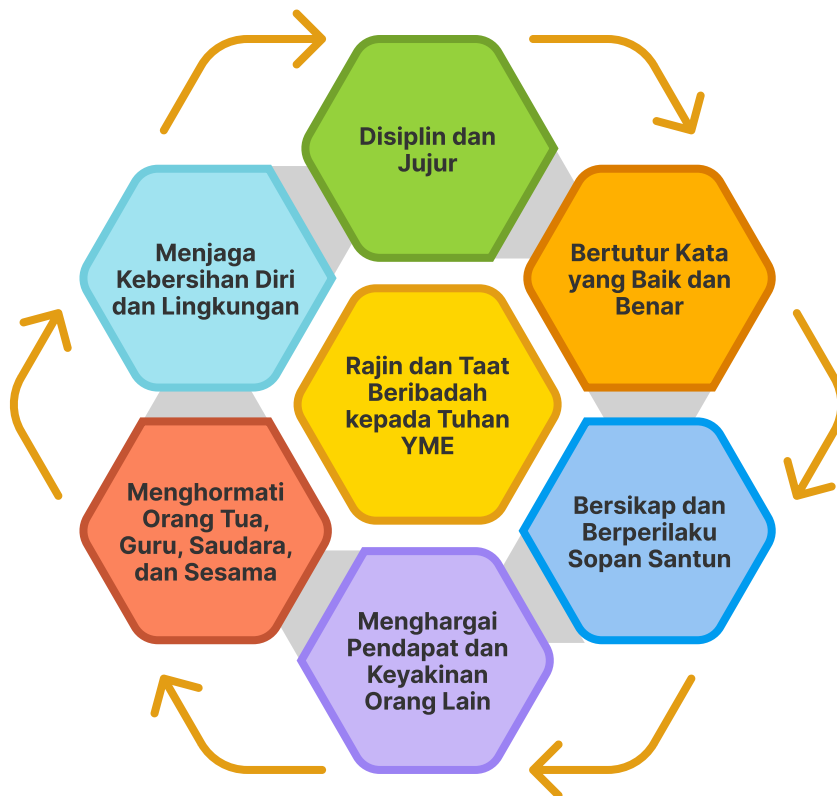 Disiplin dan
Jujur
Bertutur Kata
yang Baik dan
Benar
Bersikap dan
Berperilaku
Sopan Santun
Menghargai
Pendapat dan
Keyakinan
Orang Lain
Menghormati
Orang Tua,
Guru, Saudara,
dan Sesama
Menjaga
Kebersihan Diri
dan Lingkungan
Rajin dan Taat
Beribadah
kepada Tuhan
YME